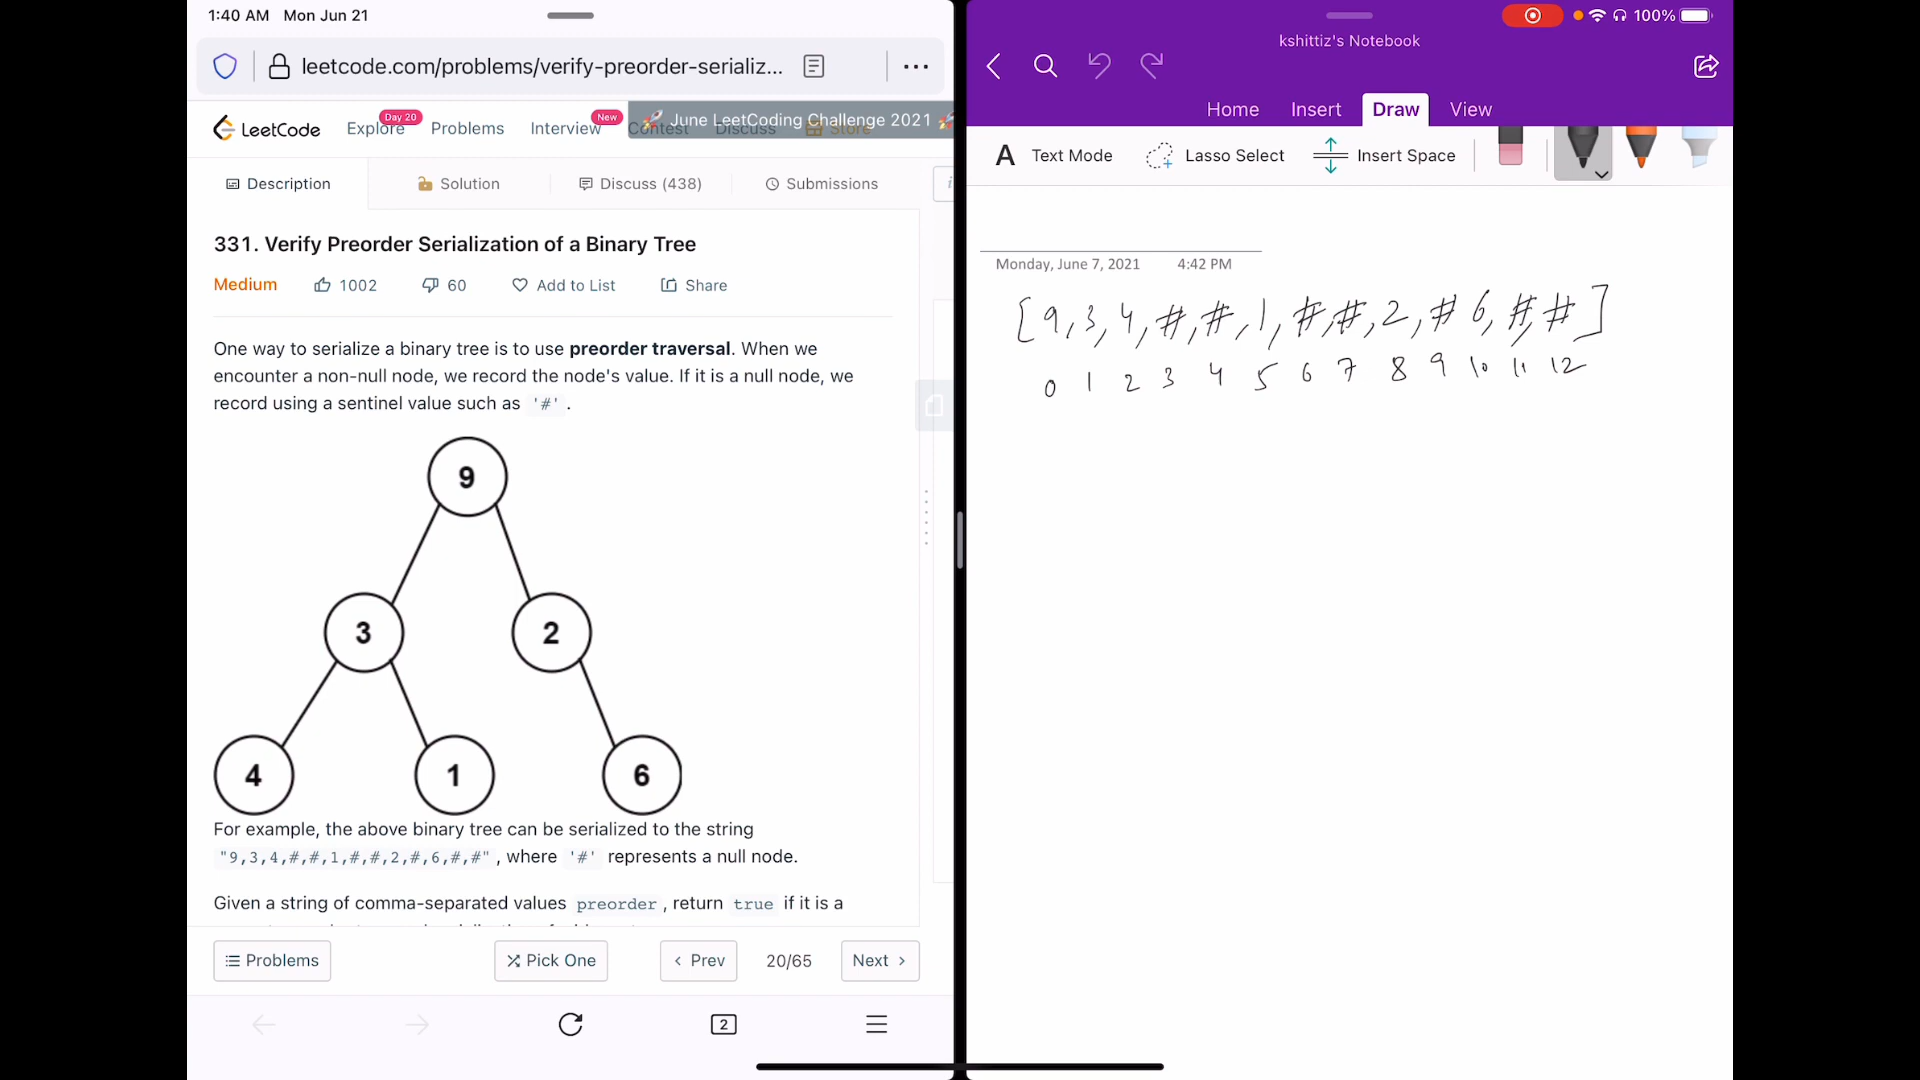 1:40 AM Mon Jun 21
leetcode.com/problems/verify-preorder-serializ...
LeetCode Explore Day 20 Problems Interview New Contest Discuss Store
June LeetCoding Challenge 2021
Description Solution Discuss (438) Submissions
331. Verify Preorder Serialization of a Binary Tree
Medium 1002 60 Add to List Share
One way to serialize a binary tree is to use preorder traversal. When we
encounter a non-null node, we record the node's value. If it is a null node, we
record using a sentinel value such as '#'.
9
3 2
4 1 6
For example, the above binary tree can be serialized to the string
"9,3,4,#,#,1,#,#,2,#,6,#,#", where '#' represents a null node.
Given a string of comma-separated values preorder, return true if it is a
Problems Pick One < Prev 20/65 Next >
2
100%
kshittiz's Notebook
Home Insert Draw View
A Text Mode Lasso Select Insert Space
Monday, June 7, 2021 4:42 PM
[9,3,4,#,#,1,#,#,2,# 6,#,#]
0 1 2 3 4 5 6 7 8 9 10 11 12